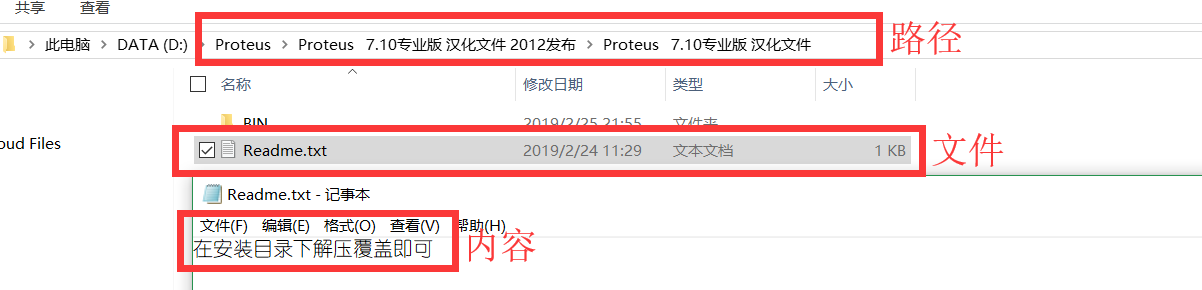 共享 查看
此电脑 DATA (D:) Proteus Proteus 7.10专业版 汉化文件 2012发布 Proteus 7.10专业版 汉化文件
路径
名称 修改日期 类型 大小
BIN 2019/2/25 21:55 文件夹
oud Files
Readme.txt 2019/2/24 11:29 文本文档 1 KB
文件
Readme.txt - 记事本
文件(F) 编辑(E) 格式(O) 查看(V) 帮助(H)
在安装目录下解压覆盖即可
内容